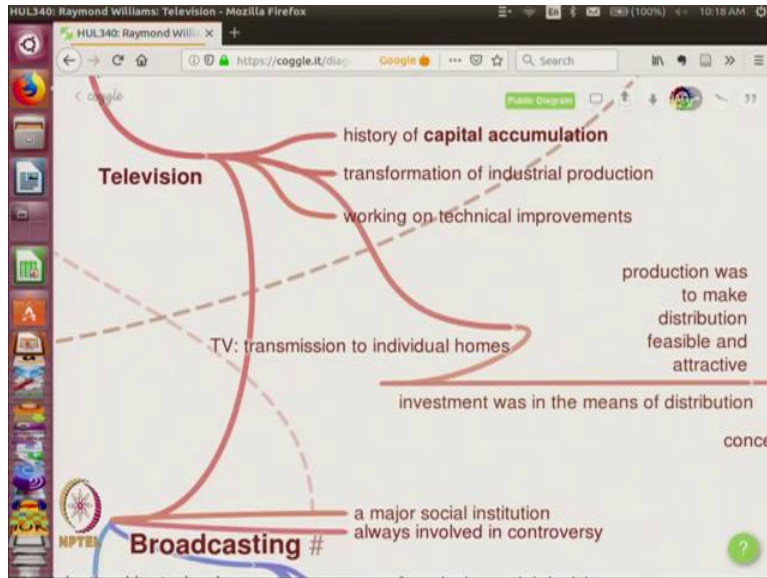 HUL340: Raymond Williams: Television - Mozilla Firefox
En
(100%)
10:18 AM
HUL340: Raymond Willi
https://coggle.it/diag
Google
Search
coggle
Public Diagram
history of capital accumulation
Television
transformation of industrial production
working on technical improvements
production was
to make
distribution
feasible and
attractive
TV: transmission to individual homes
investment was in the means of distribution
conce
a major social institution
always involved in controversy
Broadcasting #
NPTEL
?